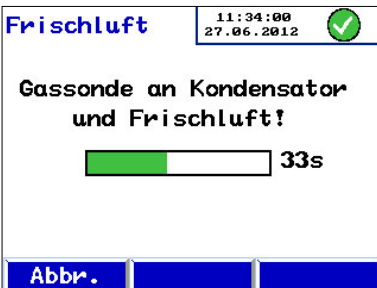 Frischluft
11:34:00
27.06.2012
Gassonde an Kondensator
und Frischluft!
33s
Abbr.